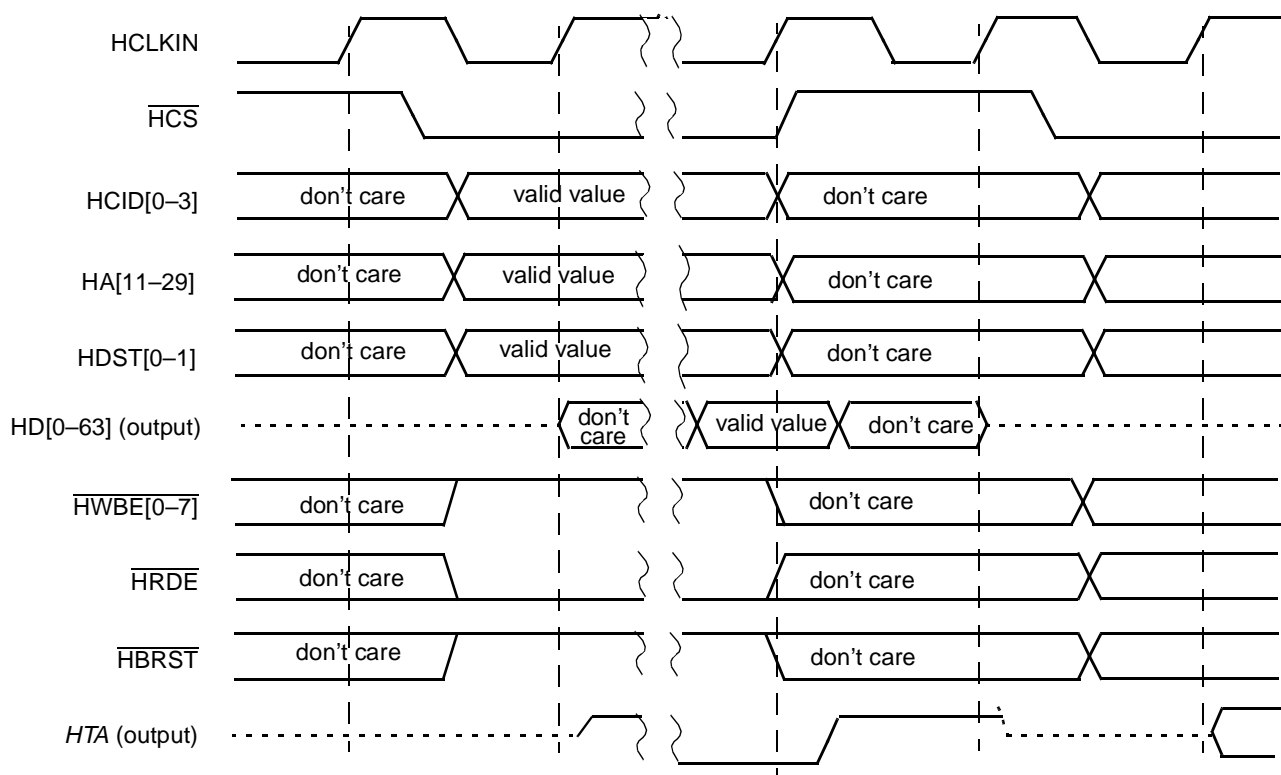 HCLKIN
HCS
HCID[0–3] don't care valid value don't care
HA[11–29] don't care valid value don't care
HDST[0–1] don't care valid value don't care
HD[0–63] (output) don't care valid value don't care
HWBE[0–7] don't care don't care
HRDE don't care don't care
HBRST don't care don't care
HTA (output)